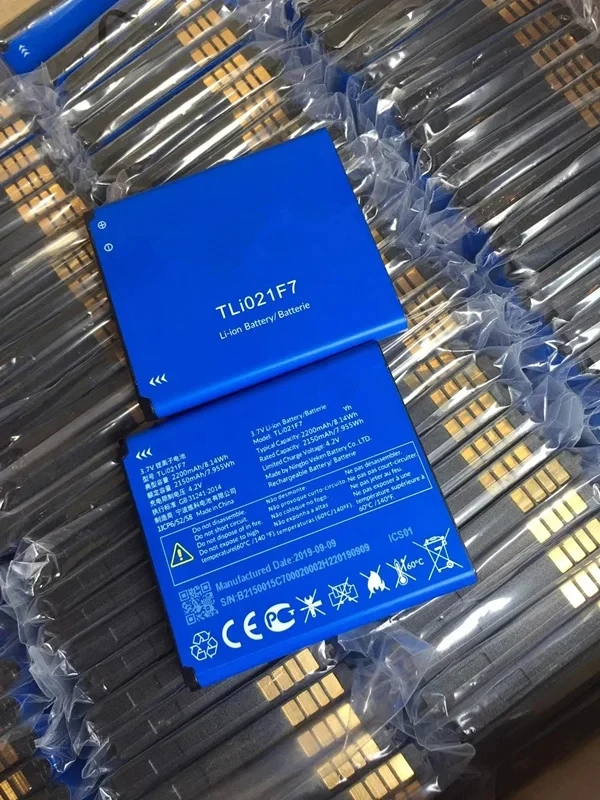 TLi021F7
Li-ion Battery/Batterie
3.7V 锂离子电池
型号:TLi021F7
典型容量:2200mAh/8.14Wh
额定容量:2150mAh/7.955Wh
充电限制电压:4.2V
执行标准:GB 31241-2014
制造商:宁波维科电池有限公司
1ICP6/52/58 Made in China
3.7V Li-ion Battery/Batterie
Model: TLi021F7
Typical Capacity: 2200mAh/8.14Wh
Rated Capacity: 2150mAh/7.955Wh
Limited Charge Voltage: 4.2V
Made by Ningbo Veken Battery Co., LTD.
Rechargeable Battery/ Batterie
Do not disassemble.
Do not short circuit.
Do not dispose of in fire.
Do not expose to high
temperature(60℃ /140 ℉).
Não desmonte.
Não provoque curto-circuito.
Não coloque no fogo.
Não exponha a altas
temperatura(60℃/140℉).
Ne pas désassembler.
Ne pas court-circuiter.
Ne pas jeter au feu.
Ne pas exposer à une
température supérieure à
60℃/140℉.
Manufactured Date:2019-09-09
S/N:B2150015C700020002H220190909
ICS01
CE
60℃